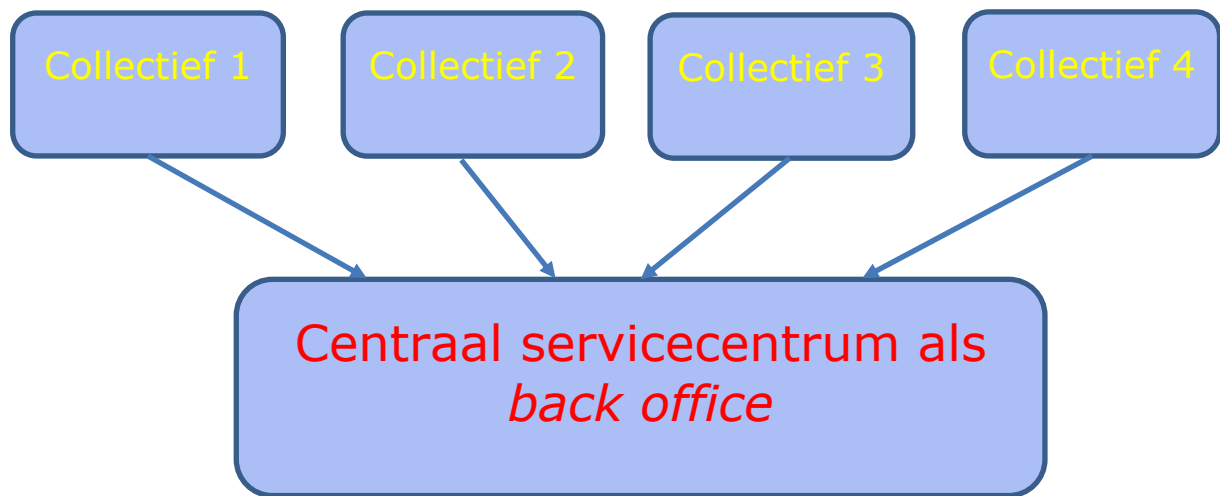 Collectief 1
Collectief 2
Collectief 3
Collectief 4
Centraal servicecentrum als
back office